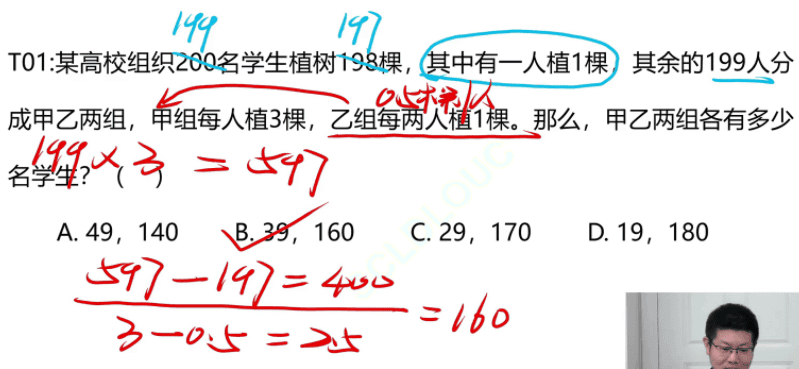 199 197
T01:某高校组织200名学生植树198棵，其中有一人植1棵，其余的199人分
0.5棵/人
成甲乙两组，甲组每人植3棵，乙组每两人植1棵。那么，甲乙两组各有多少
199×3=597
名学生？（ ）
A. 49，140 B. 39，160 C. 29，170 D. 19，180
597-197=400
3-0.5=2.5
=160